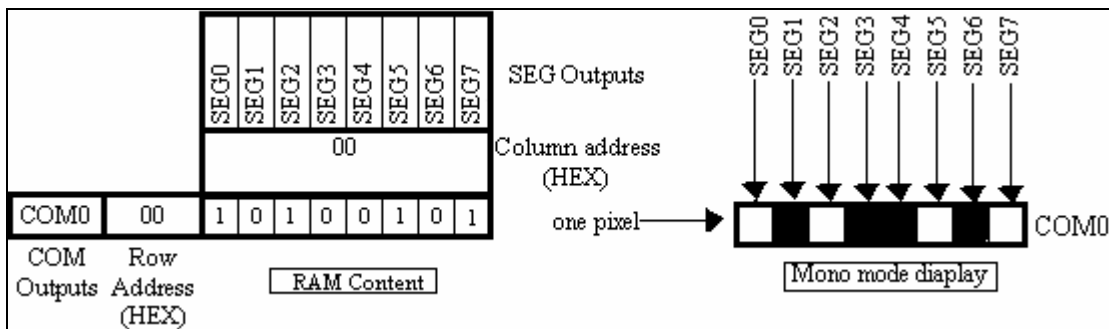 SEG0 SEG1 SEG2 SEG3 SEG4 SEG5 SEG6 SEG7
SEG Outputs
00
Column address
(HEX)
COM0 00 1 0 1 0 0 1 0 1
COM
Outputs
Row
Address
(HEX)
RAM Content
SEG0 SEG1 SEG2 SEG3 SEG4 SEG5 SEG6 SEG7
one pixel
COM0
Mono mode diaplay